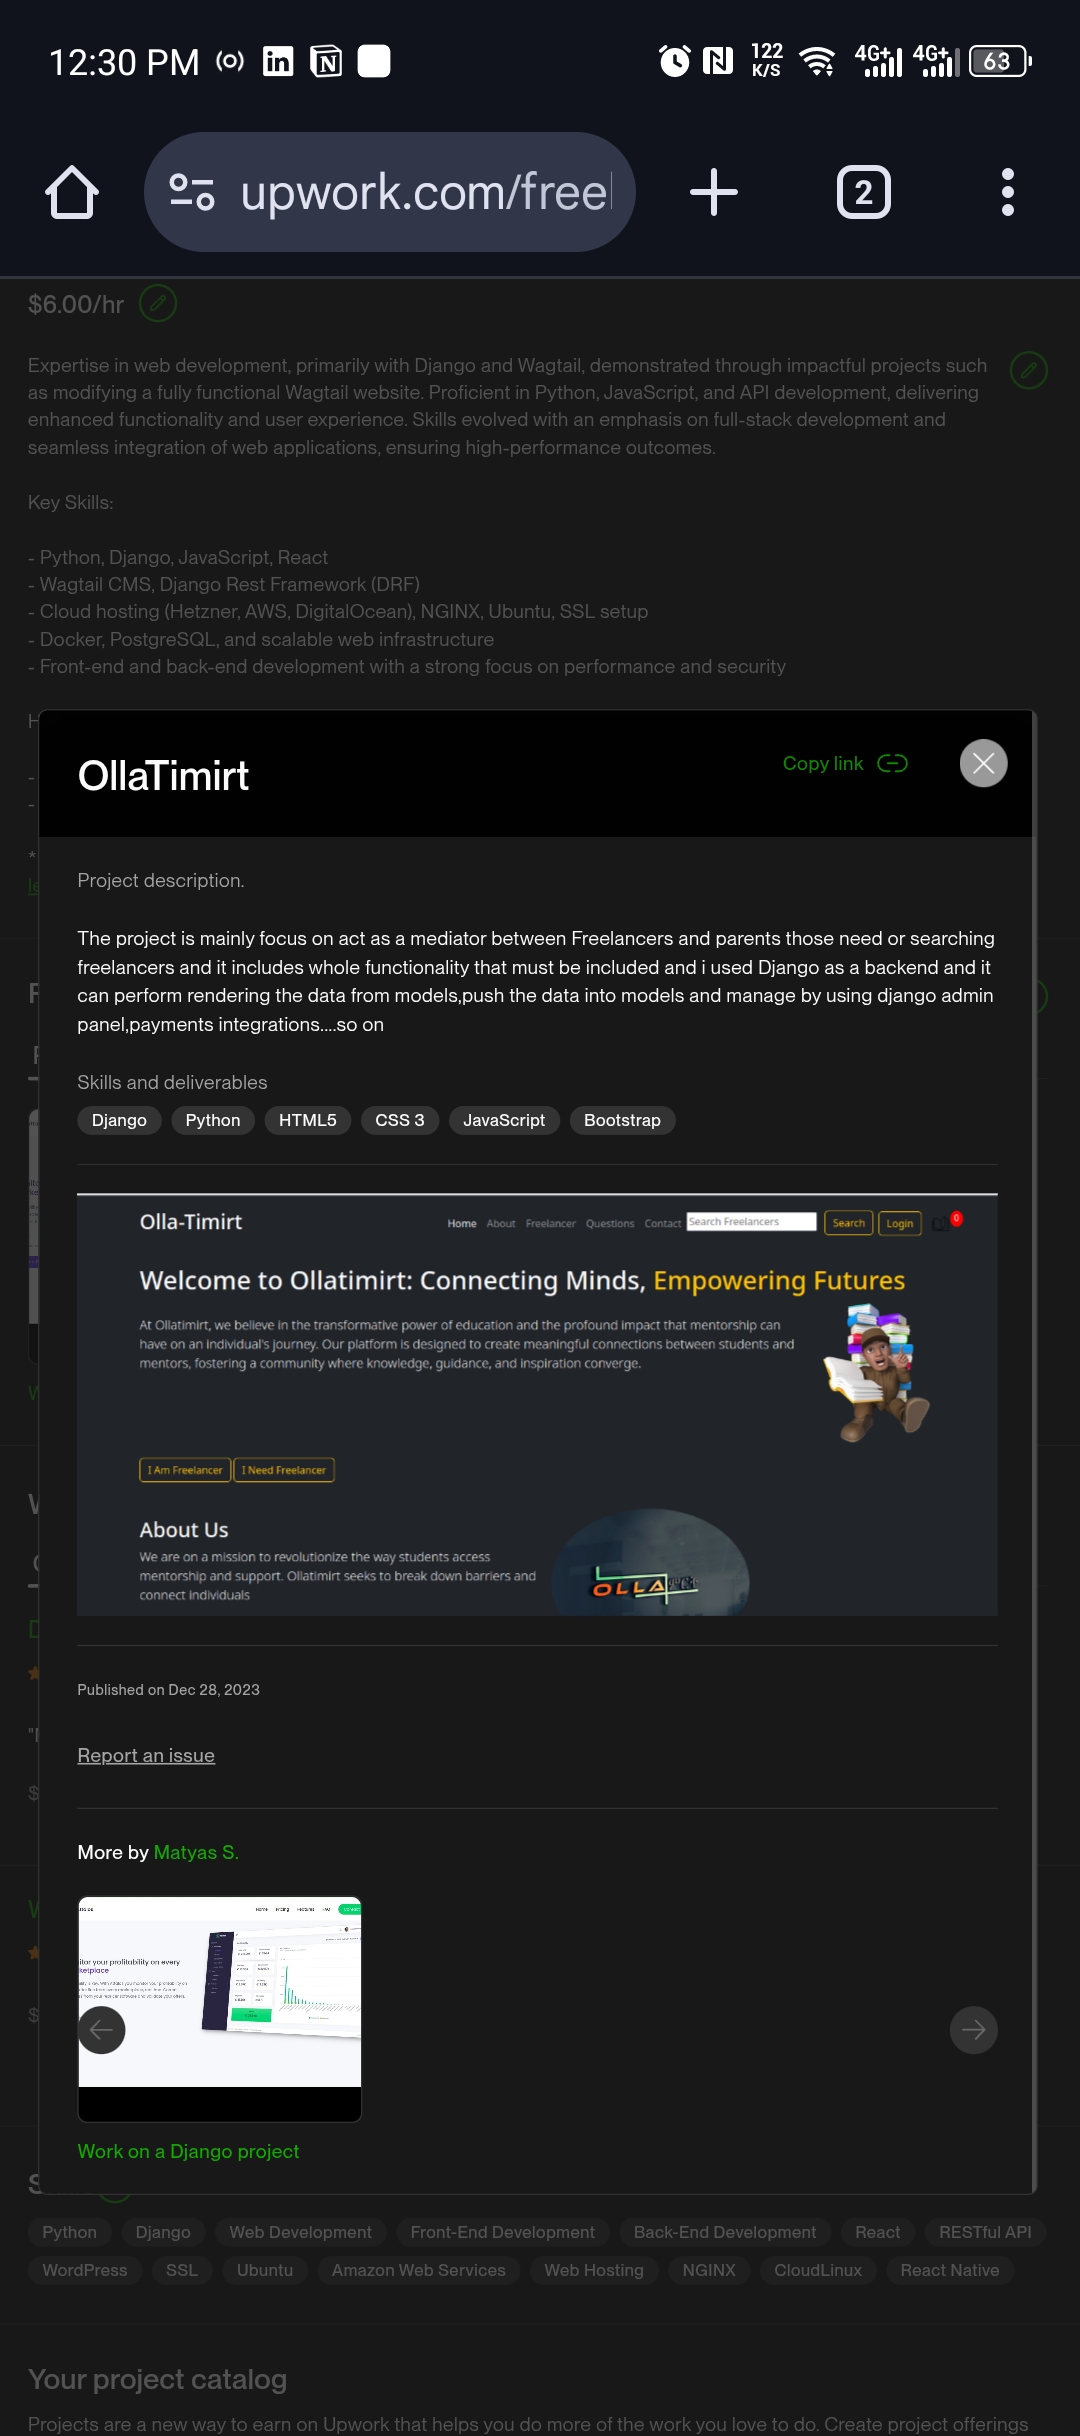 12:30 PM
122 K/S
4G+
4G+
63
upwork.com/free
2
$6.00/hr
Expertise in web development, primarily with Django and Wagtail, demonstrated through impactful projects such
as modifying a fully functional Wagtail website. Proficient in Python, JavaScript, and API development, delivering
enhanced functionality and user experience. Skills evolved with an emphasis on full-stack development and
seamless integration of web applications, ensuring high-performance outcomes.
Key Skills:
- Python, Django, JavaScript, React
- Wagtail CMS, Django Rest Framework (DRF)
- Cloud hosting (Hetzner, AWS, DigitalOcean), NGINX, Ubuntu, SSL setup
- Docker, PostgreSQL, and scalable web infrastructure
- Front-end and back-end development with a strong focus on performance and security
OllaTimirt
Copy link
Project description.
The project is mainly focus on act as a mediator between Freelancers and parents those need or searching
freelancers and it includes whole functionality that must be included and i used Django as a backend and it
can perform rendering the data from models,push the data into models and manage by using django admin
panel,payments integrations....so on
Skills and deliverables
Django Python HTML5 CSS 3 JavaScript Bootstrap
Olla-Timirt
Home About Freelancer Questions Contact Search Freelancers Search Login 0
Welcome to Ollatimirt: Connecting Minds, Empowering Futures
At Ollatimirt, we believe in the transformative power of education and the profound impact that mentorship can
have on an individual's journey. Our platform is designed to create meaningful connections between students and
mentors, fostering a community where knowledge, guidance, and inspiration converge.
I Am Freelancer I Need Freelancer
About Us
We are on a mission to revolutionize the way students access
mentorship and support. Ollatimirt seeks to break down barriers and
connect individuals
OLLA
Published on Dec 28, 2023
Report an issue
More by Matyas S.
Home Pricing Features FAQ
itor your profitability on every
ketplace
Work on a Django project
Python Django Web Development Front-End Development Back-End Development React RESTful API
WordPress SSL Ubuntu Amazon Web Services Web Hosting NGINX CloudLinux React Native
Your project catalog
Projects are a new way to earn on Upwork that helps you do more of the work you love to do. Create project offerings